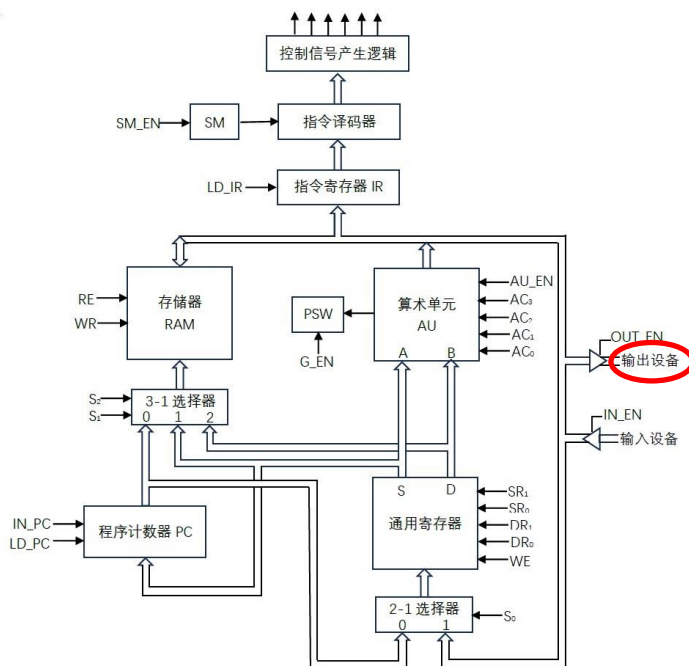 控制信号产生逻辑
SM_EN
SM
指令译码器
LD_IR
指令寄存器 IR
RE
WR
存储器
RAM
PSW
G_EN
算术单元
AU
A
B
AU_EN
AC₃
AC₂
AC₁
AC₀
OUT_EN
输出设备
IN_EN
输入设备
S₂
S₁
3-1 选择器
0
1
2
IN_PC
LD_PC
程序计数器 PC
S
D
通用寄存器
SR₁
SR₀
DR₁
DR₀
WE
2-1 选择器
0
1
S₀